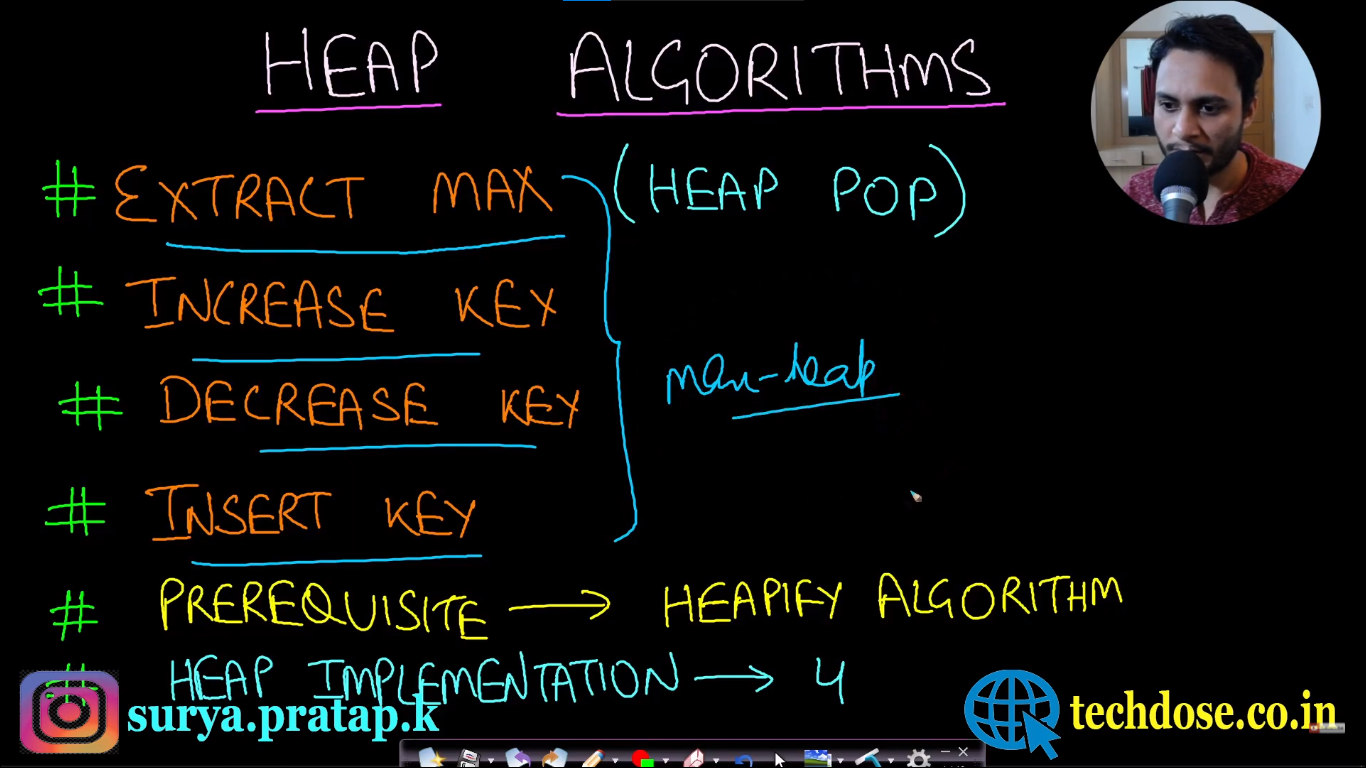 HEAP ALGORITHMS
# EXTRACT MAX (HEAP POP)
# INCREASE KEY
max-heap
# DECREASE KEY
# INSERT KEY
# PREREQUISITE → HEAPIFY ALGORITHM
# HEAP IMPLEMENTATION → 4
surya.pratap.k
techdose.co.in